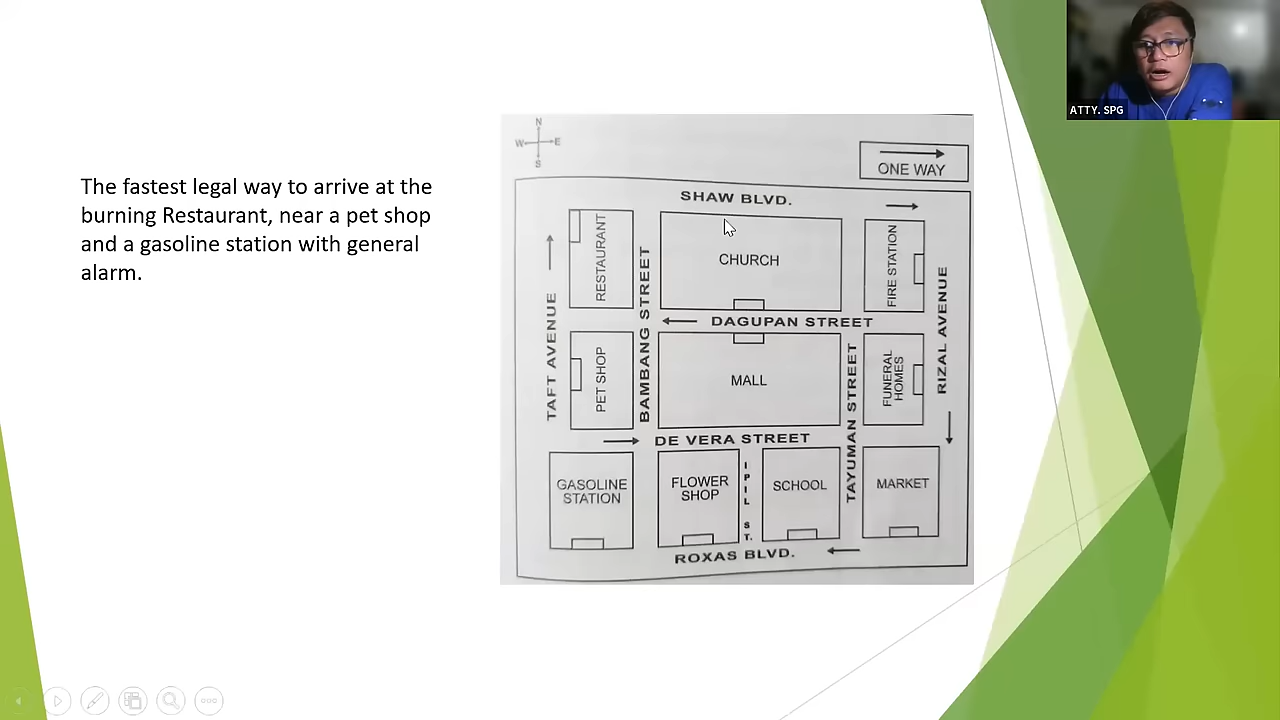 ATTY. SPG
The fastest legal way to arrive at the
burning Restaurant, near a pet shop
and a gasoline station with general
alarm.
N
W E
S
ONE WAY
SHAW BLVD.
RESTAURANT
CHURCH
FIRE STATION
TAFT AVENUE
BAMBANG STREET
DAGUPAN STREET
RIZAL AVENUE
PET SHOP
MALL
TAYUMAN STREET
FUNERAL
HOMES
DE VERA STREET
GASOLINE
STATION
FLOWER
SHOP
IPIL ST.
SCHOOL
MARKET
ROXAS BLVD.